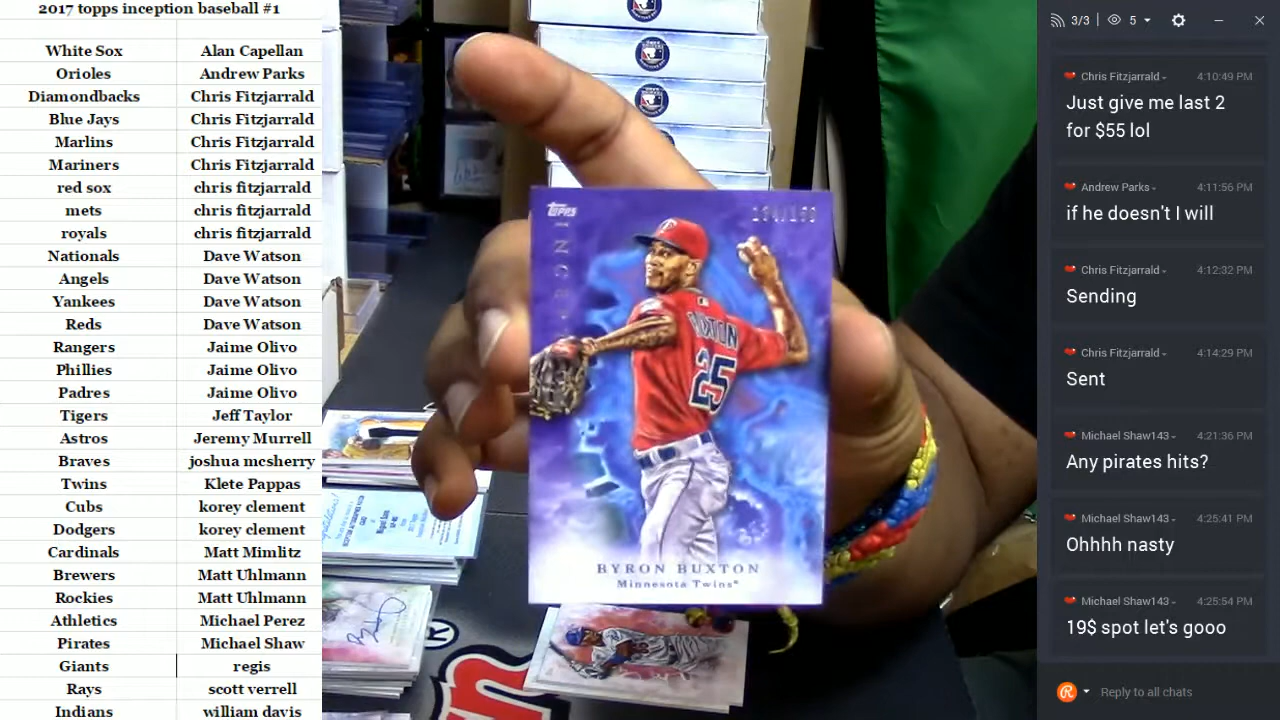 2017 topps inception baseball #1
White Sox Alan Capellan
Orioles Andrew Parks
Diamondbacks Chris Fitzjarrald
Blue Jays Chris Fitzjarrald
Marlins Chris Fitzjarrald
Mariners Chris Fitzjarrald
red sox chris fitzjarrald
mets chris fitzjarrald
royals chris fitzjarrald
Nationals Dave Watson
Angels Dave Watson
Yankees Dave Watson
Reds Dave Watson
Rangers Jaime Olivo
Phillies Jaime Olivo
Padres Jaime Olivo
Tigers Jeff Taylor
Astros Jeremy Murrell
Braves joshua mcsherry
Twins Klete Pappas
Cubs korey clement
Dodgers korey clement
Cardinals Matt Mimlitz
Brewers Matt Uhlmann
Rockies Matt Uhlmann
Athletics Michael Perez
Pirates Michael Shaw
Giants regis
Rays scott verrell
Indians william davis
TOPPS
BUXTON
25
BYRON BUXTON
Minnesota Twins
3/3 5
Chris Fitzjarrald 4:10:49 PM
Just give me last 2
for $55 lol
Andrew Parks 4:11:56 PM
if he doesn't I will
Chris Fitzjarrald 4:12:32 PM
Sending
Chris Fitzjarrald 4:14:29 PM
Sent
Michael Shaw143 4:21:36 PM
Any pirates hits?
Michael Shaw143 4:25:41 PM
Ohhhh nasty
Michael Shaw143 4:25:54 PM
19$ spot let's gooo
Reply to all chats